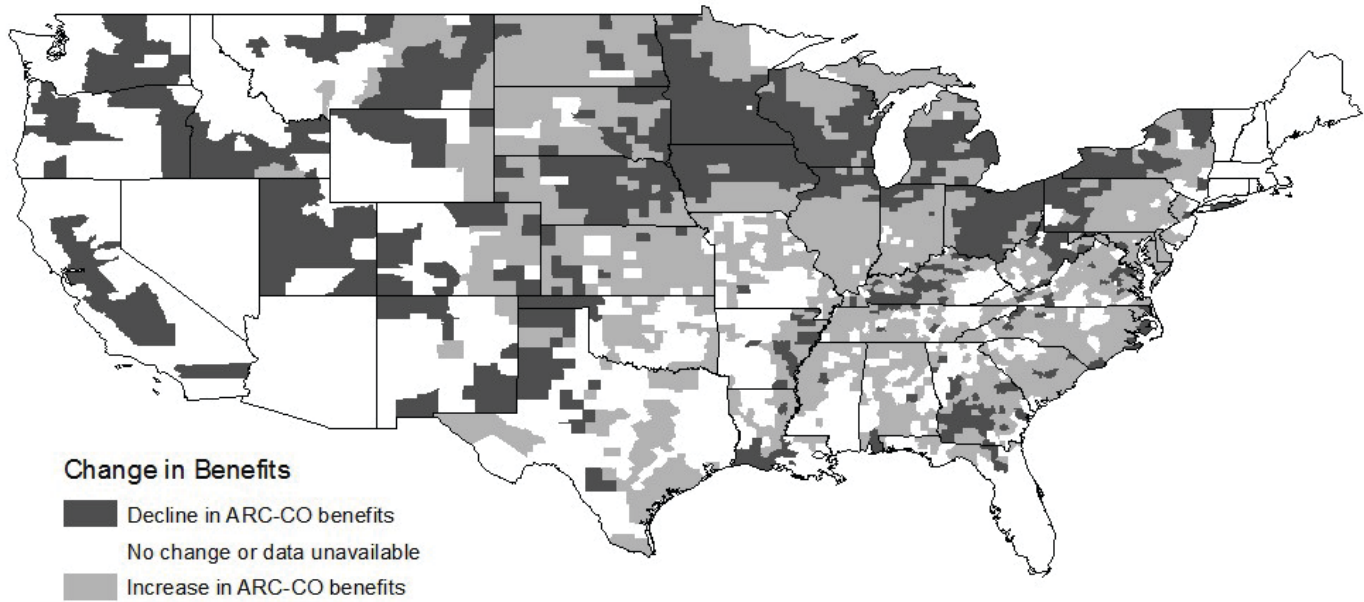 Change in Benefits
Decline in ARC-CO benefits
No change or data unavailable
Increase in ARC-CO benefits